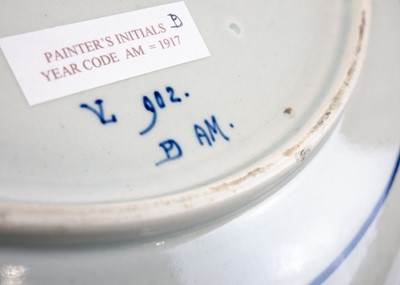 PAINTER'S INITIALS B
YEAR CODE AM = 1917
902.
B AM.